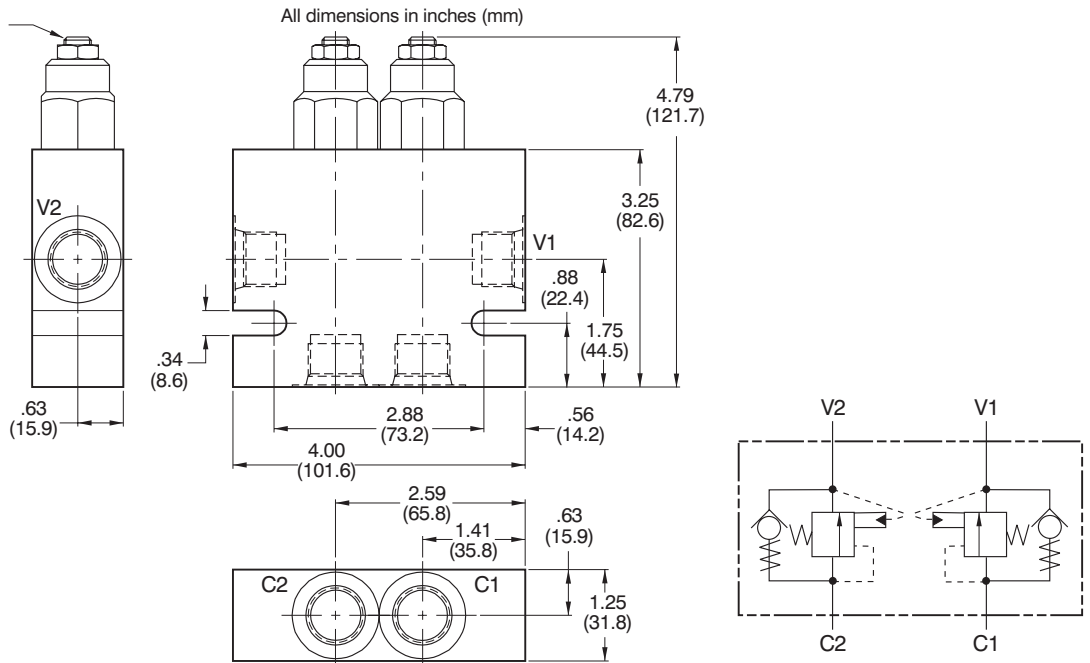 All dimensions in inches (mm)
4.79
(121.7)
3.25
(82.6)
V2
V1
.88
(22.4)
1.75
(44.5)
.34
(8.6)
.63
(15.9)
2.88
(73.2)
.56
(14.2)
4.00
(101.6)
2.59
(65.8)
.63
(15.9)
1.41
(35.8)
C2
C1
1.25
(31.8)
V2
V1
C2
C1